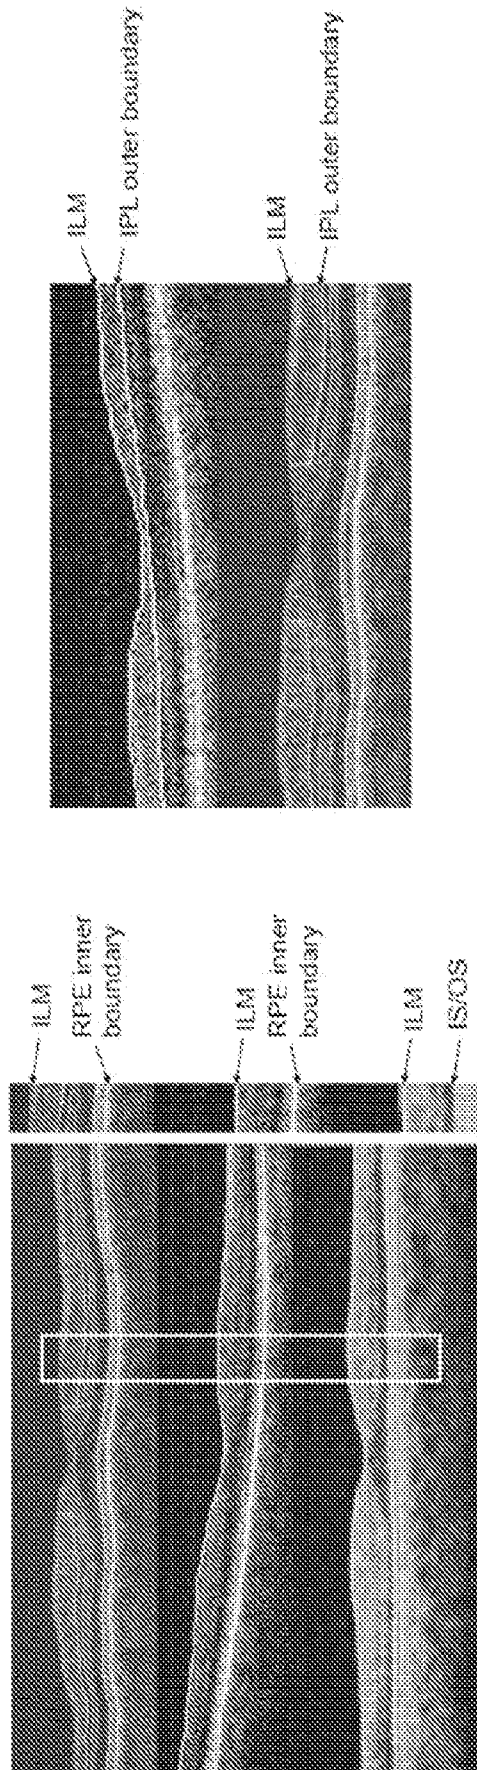 ILM
RPE inner
boundary
ILM
RPE inner
boundary
ILM
IS/OS
ILM
IPL outer boundary
ILM
IPL outer boundary